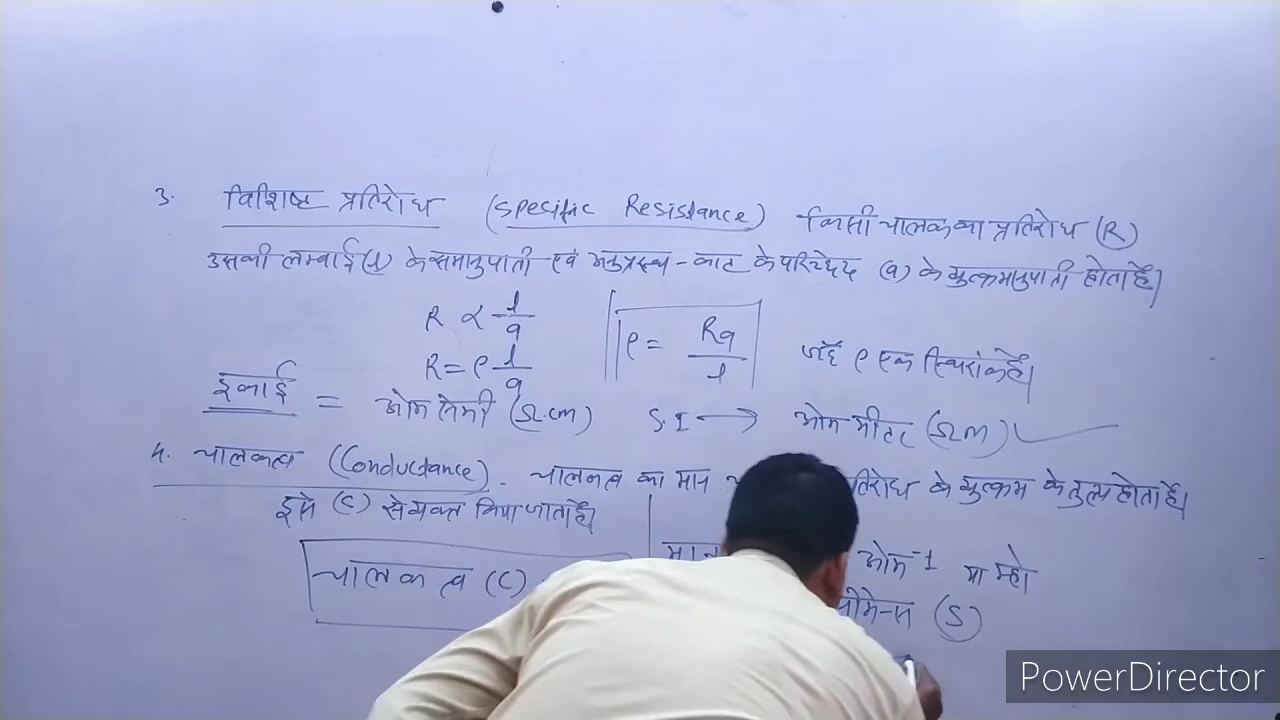 3. विशिष्ट प्रतिरोध (Specific Resistance) किसी चालक का प्रतिरोध (R)
उसकी लम्बाई (l) के समानुपाती एवं अनुप्रस्थ-काट के परिच्छेद (a) के व्युत्क्रमानुपाती होता है।
R ∝ l/a
R = ρ l/a
ρ = Ra/l
जहाँ ρ एक स्थिरांक है।
इकाई = ओम सेमी (Ω.cm) S.I → ओम मीटर (Ωm)
4. चालकत्व (Conductance). चालकत्व का मान प्रतिरोध के व्युत्क्रम के तुल्य होता है।
इसे (C) से व्यक्त किया जाता है।
चालकत्व (C)
ओम⁻¹ या म्हो
सीमेन्स (S)
PowerDirector